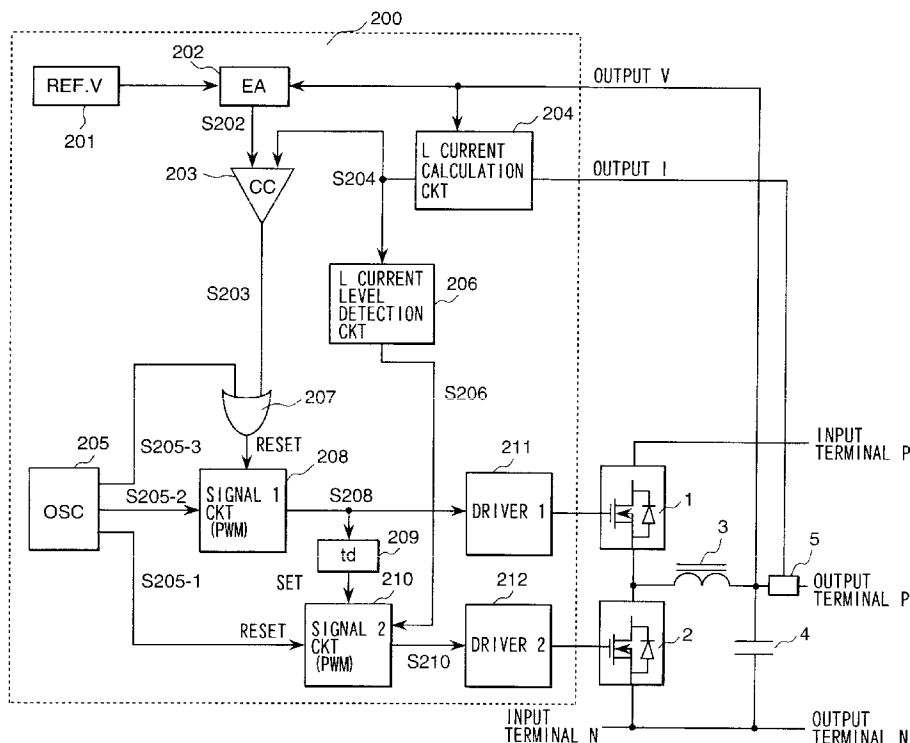 200
202
REF.V
EA
OUTPUT V
201
S202
204
203
CC
S204
L CURRENT
CALCULATION
CKT
OUTPUT I
S203
L CURRENT
LEVEL
DETECTION
CKT
206
207
S206
205
S205-3
RESET
208
211
INPUT
TERMINAL P
OSC
S205-2
SIGNAL 1
CKT
(PWM)
S208
DRIVER 1
1
td
209
3
5
S205-1
SET
210
212
OUTPUT
TERMINAL P
RESET
SIGNAL 2
CKT
(PWM)
S210
DRIVER 2
2
4
INPUT
TERMINAL N
OUTPUT
TERMINAL N